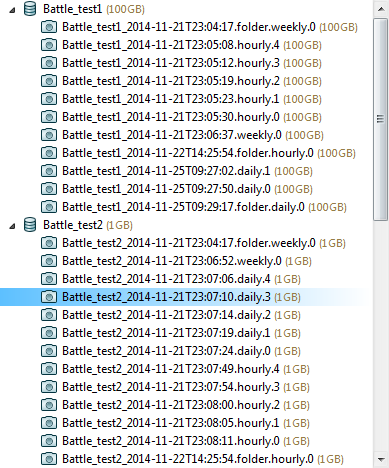 Battle_test1 (100GB)
Battle_test1_2014-11-21T23:04:17.folder.weekly.0 (100GB)
Battle_test1_2014-11-21T23:05:08.hourly.4 (100GB)
Battle_test1_2014-11-21T23:05:12.hourly.3 (100GB)
Battle_test1_2014-11-21T23:05:19.hourly.2 (100GB)
Battle_test1_2014-11-21T23:05:23.hourly.1 (100GB)
Battle_test1_2014-11-21T23:05:30.hourly.0 (100GB)
Battle_test1_2014-11-21T23:06:37.weekly.0 (100GB)
Battle_test1_2014-11-22T14:25:54.folder.hourly.0 (100GB)
Battle_test1_2014-11-25T09:27:02.daily.1 (100GB)
Battle_test1_2014-11-25T09:27:50.daily.0 (100GB)
Battle_test1_2014-11-25T09:29:17.folder.daily.0 (100GB)
Battle_test2 (1GB)
Battle_test2_2014-11-21T23:04:17.folder.weekly.0 (1GB)
Battle_test2_2014-11-21T23:06:52.weekly.0 (1GB)
Battle_test2_2014-11-21T23:07:06.daily.4 (1GB)
Battle_test2_2014-11-21T23:07:10.daily.3 (1GB)
Battle_test2_2014-11-21T23:07:14.daily.2 (1GB)
Battle_test2_2014-11-21T23:07:19.daily.1 (1GB)
Battle_test2_2014-11-21T23:07:24.daily.0 (1GB)
Battle_test2_2014-11-21T23:07:49.hourly.4 (1GB)
Battle_test2_2014-11-21T23:07:54.hourly.3 (1GB)
Battle_test2_2014-11-21T23:08:00.hourly.2 (1GB)
Battle_test2_2014-11-21T23:08:05.hourly.1 (1GB)
Battle_test2_2014-11-21T23:08:11.hourly.0 (1GB)
Battle_test2_2014-11-22T14:25:54.folder.hourly.0 (1GB)